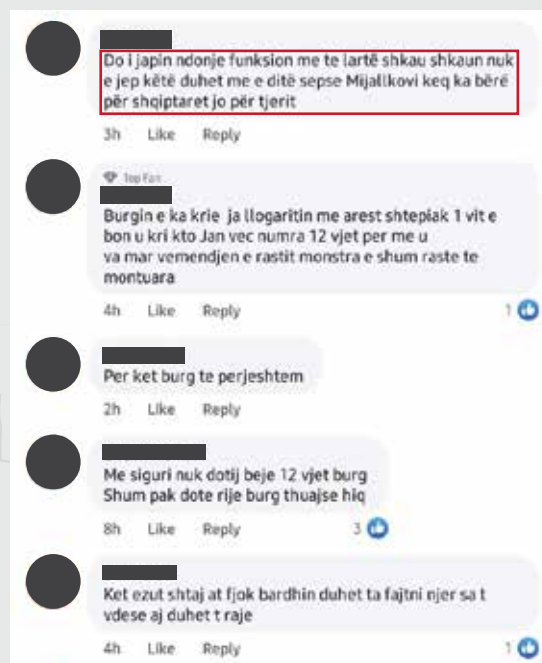 Do i japin ndonje funksion me te lartë shkau shkaun nuk
e jep këtë duhet me e ditë sepse Mijallkovi keq ka bërë
për shqiptaret jo për tjerit
3h Like Reply
Top Fan
Burgin e ka krie ja llogaritin me arest shtepiak 1 vit e
bon u kri kto Jan vec numra 12 vjet per me u
va mar vemendjen e rastit monstra e shum raste te
montuara
4h Like Reply 1
Per ket burg te perjeshtem
2h Like Reply
Me siguri nuk dotij beje 12 vjet burg
Shum pak dote rije burg thuajse hiq
8h Like Reply 3
Ket ezut shtaj at fjok bardhin duhet ta fajtni njer sa t
vdese aj duhet t raje
4h Like Reply 1